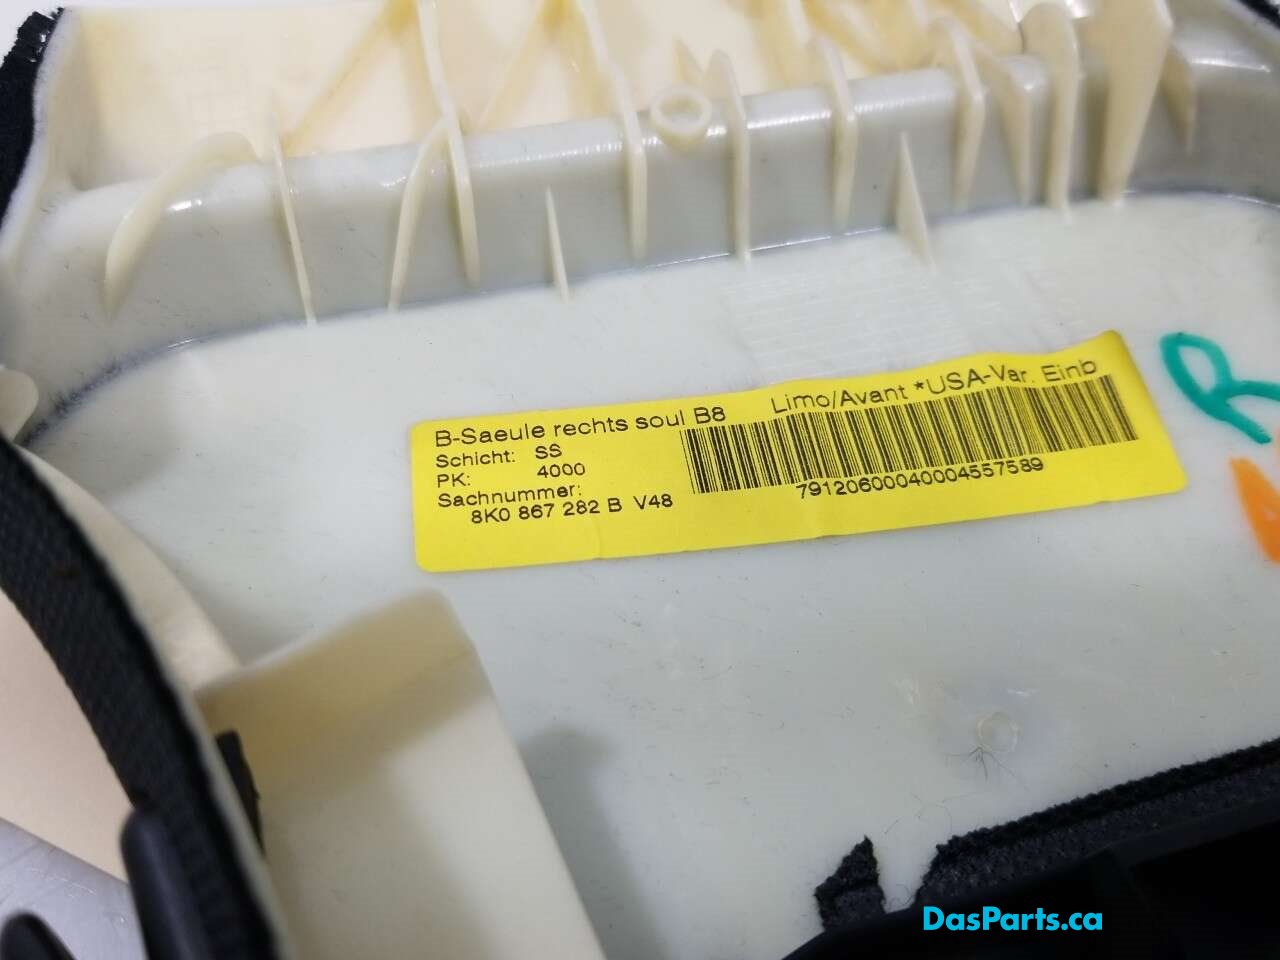 B-Saeule rechts soul B8 Limo/Avant *USA-Var. Einb
Schicht: SS
PK: 4000
Sachnummer:
8K0 867 282 B V48
79120600040004557589
R
DasParts.ca